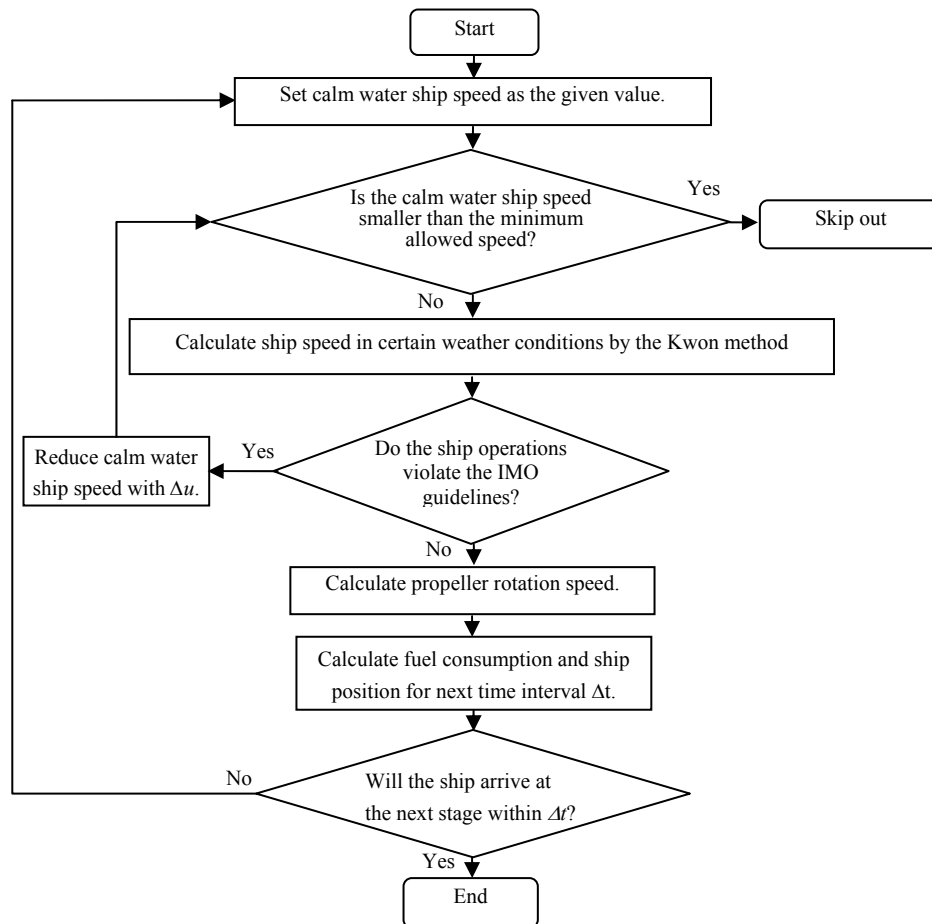 Start
Set calm water ship speed as the given value.
Is the calm water ship speed
smaller than the minimum
allowed speed?
Yes
Skip out
No
Calculate ship speed in certain weather conditions by the Kwon method
Do the ship operations
violate the IMO
guidelines?
Yes
Reduce calm water
ship speed with Δu.
No
Calculate propeller rotation speed.
Calculate fuel consumption and ship
position for next time interval Δt.
Will the ship arrive at
the next stage within Δt?
No
Yes
End